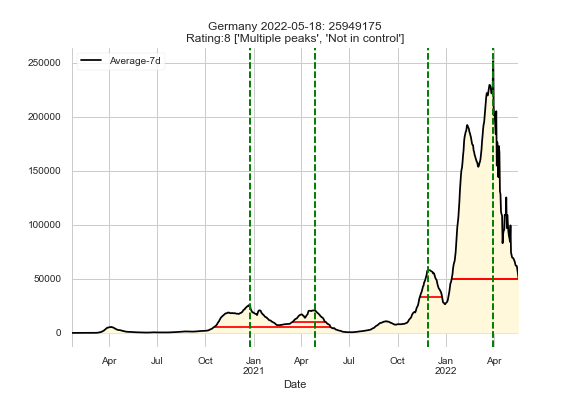 Germany 2022-05-18: 25949175
Rating:8 ['Multiple peaks', 'Not in control']
Average-7d
250000
200000
150000
100000
50000
0
Apr Jul Oct Jan Apr Jul Oct Jan Apr
2021 2022
Date